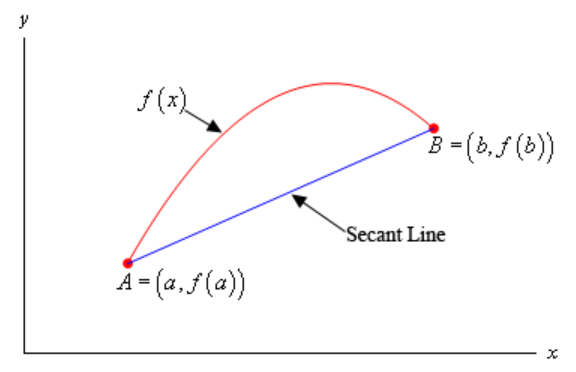 y
f(x)
B = (b, f(b))
Secant Line
A = (a, f(a))
x